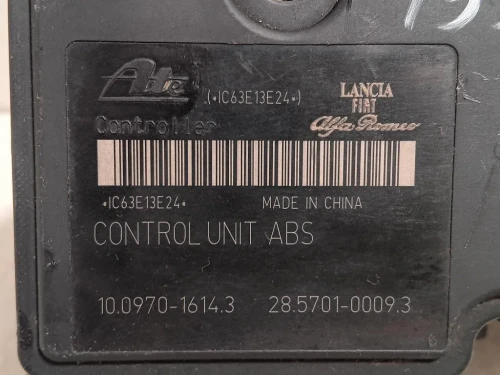 Ate
(*IC63E13E24*)
LANCIA
FIAT
Controller
Alfa Romeo
*IC63E13E24*
MADE IN CHINA
CONTROL UNIT ABS
10.0970-1614.3
28.5701-0009.3